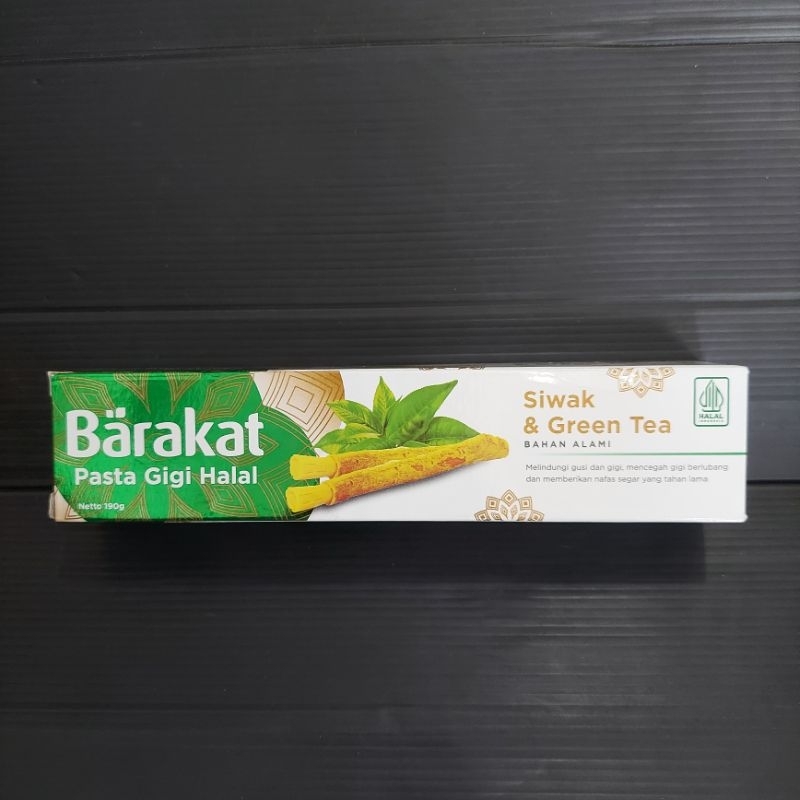 Bärakat
Pasta Gigi Halal
Netto 190g
Siwak
& Green Tea
BAHAN ALAMI
Melindungi gusi dan gigi, mencegah gigi berlubang
dan memberikan nafas segar yang tahan lama
HALAL
INDONESIA